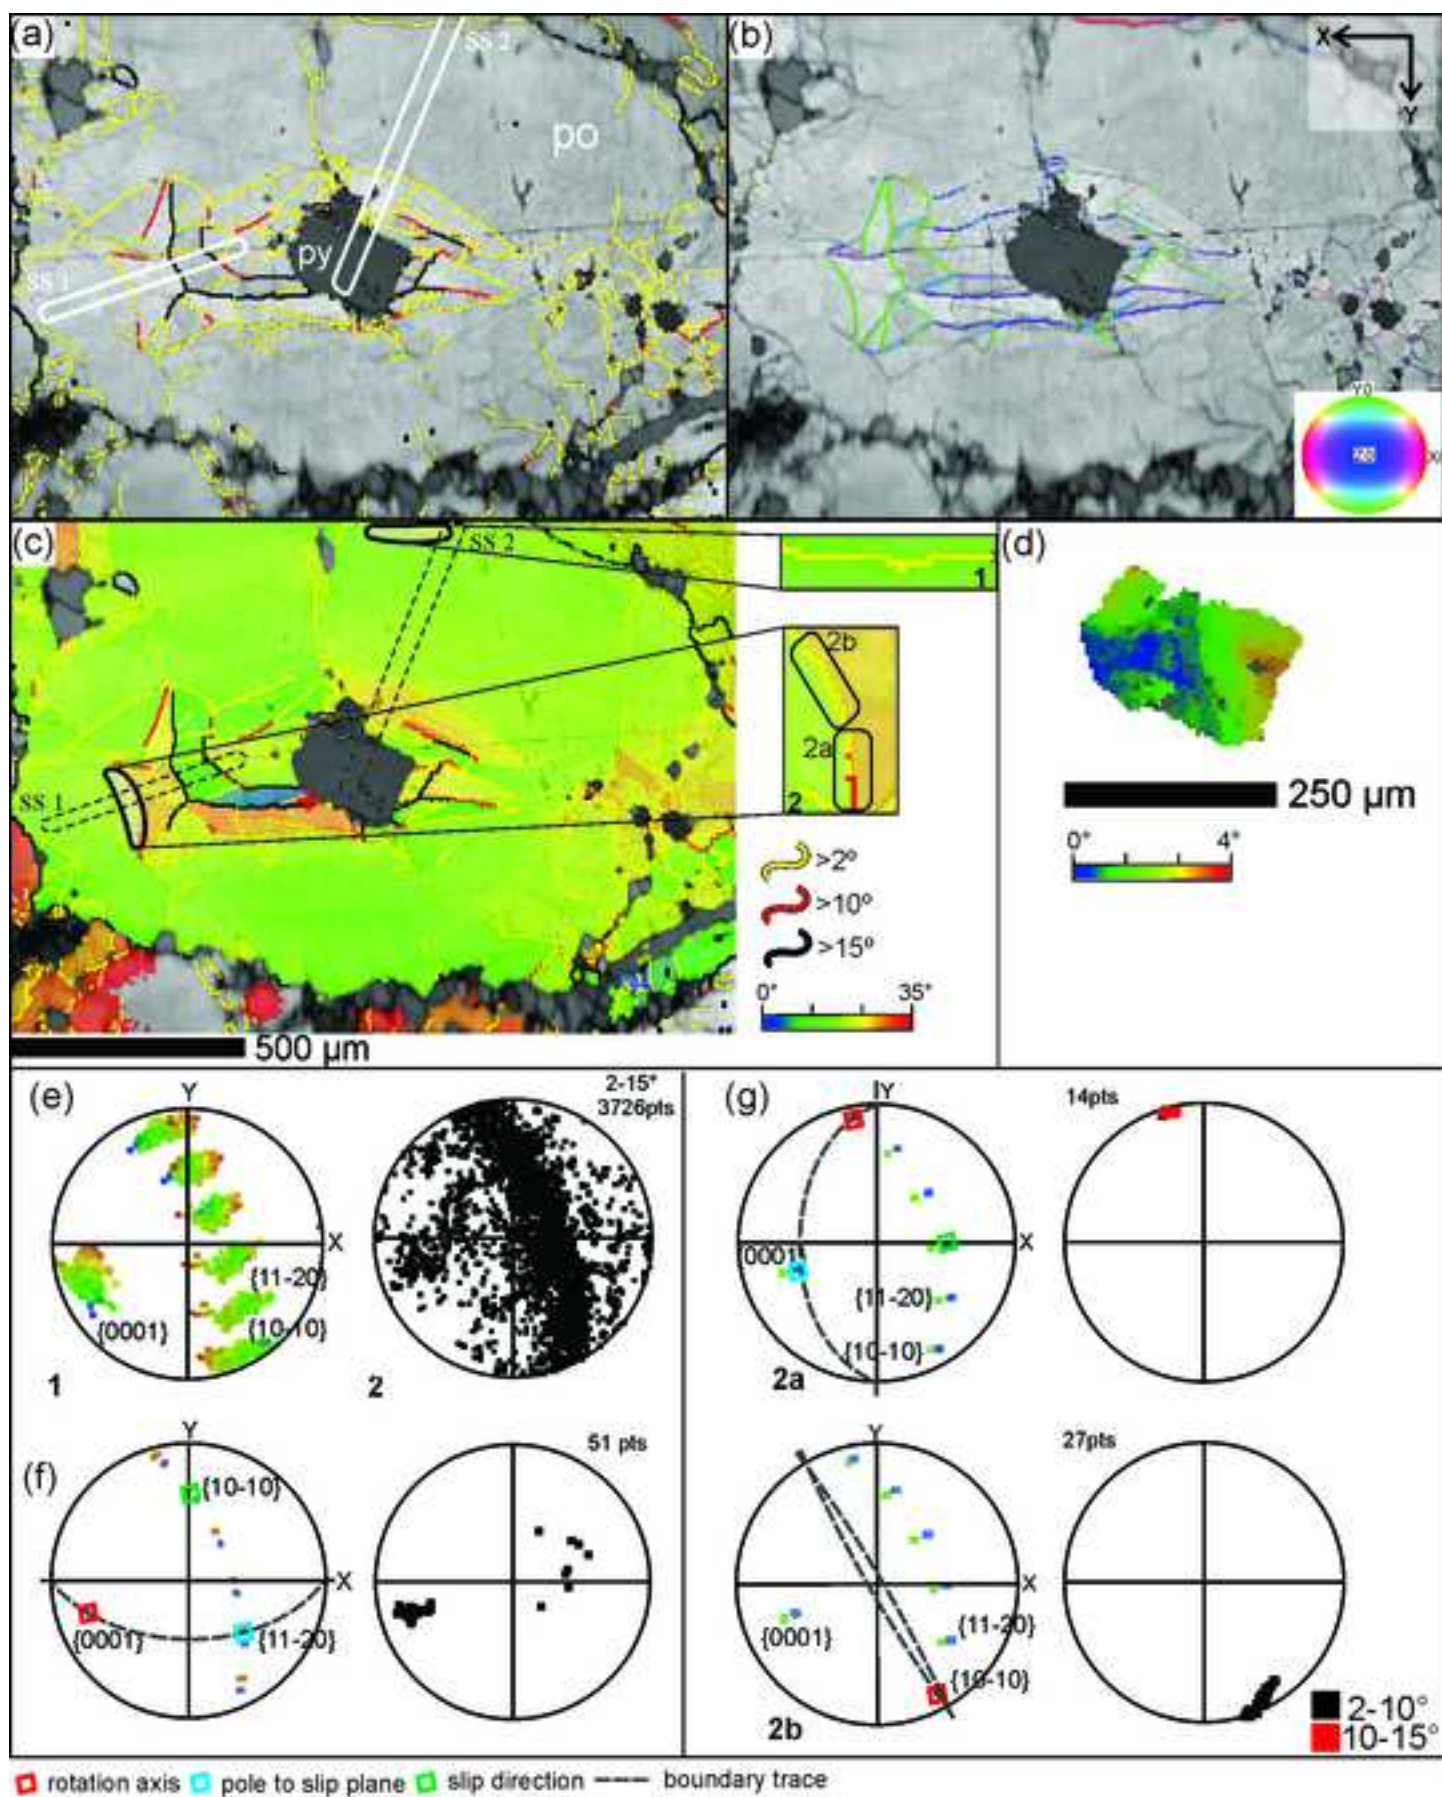 (a)
SS 2
po
py
SS 1
(b)
X
Y
Y0
Z0
(c)
SS 2
SS 1
1
2b
2a
2
>2°
>10°
>15°
0°
35°
500 µm
(d)
250 µm
0°
4°
(e)
Y
X
{11-20}
{10-10}
{0001}
1
2-15°
3726pts
2
(f)
Y
{10-10}
X
{0001}
{11-20}
51 pts
(g)
Y
X
{0001}
{11-20}
{10-10}
2a
14pts
Y
X
{0001}
{11-20}
{10-10}
2b
27pts
2-10°
10-15°
rotation axis pole to slip plane slip direction boundary trace